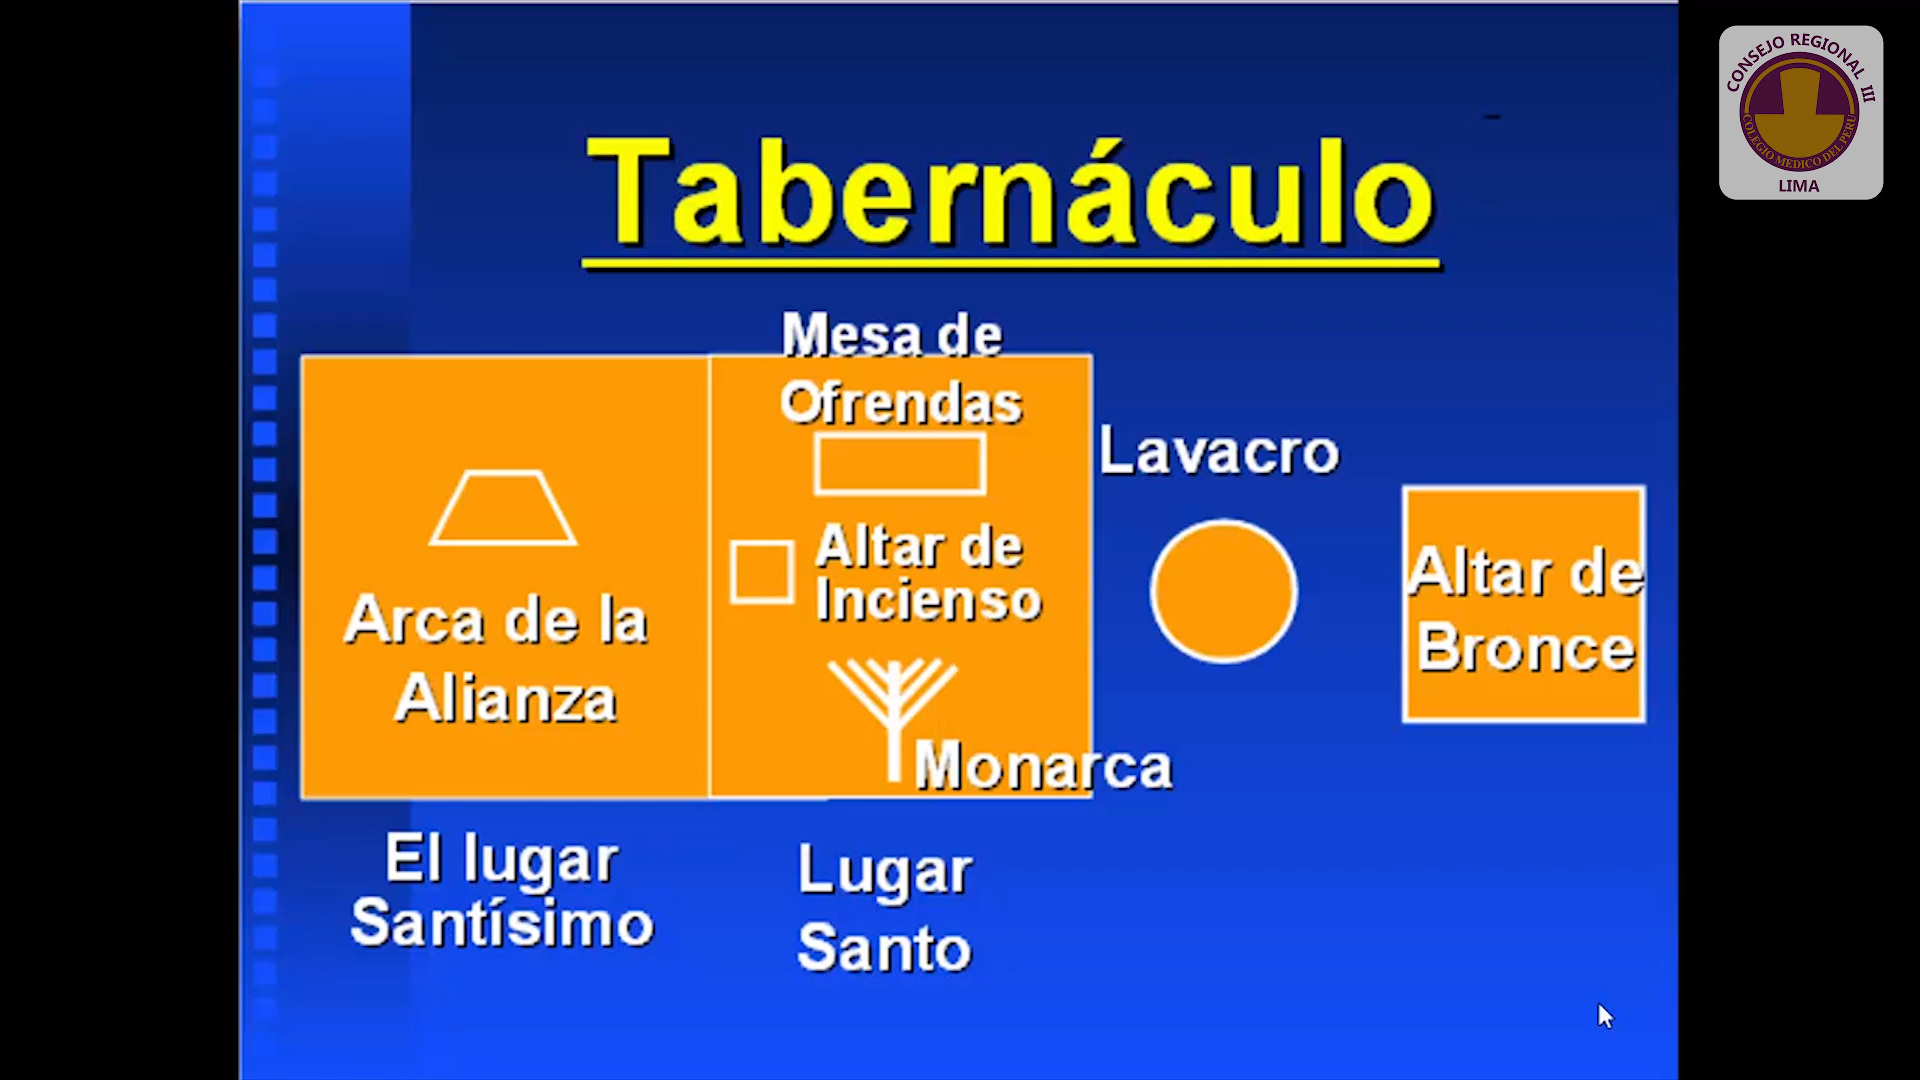 Tabernáculo
Mesa de
Ofrendas
Lavacro
Altar de
Incienso
Altar de
Bronce
Arca de la
Alianza
Monarca
El lugar
Santísimo
Lugar
Santo
CONSEJO REGIONAL III
COLEGIO MEDICO DEL PERU
LIMA